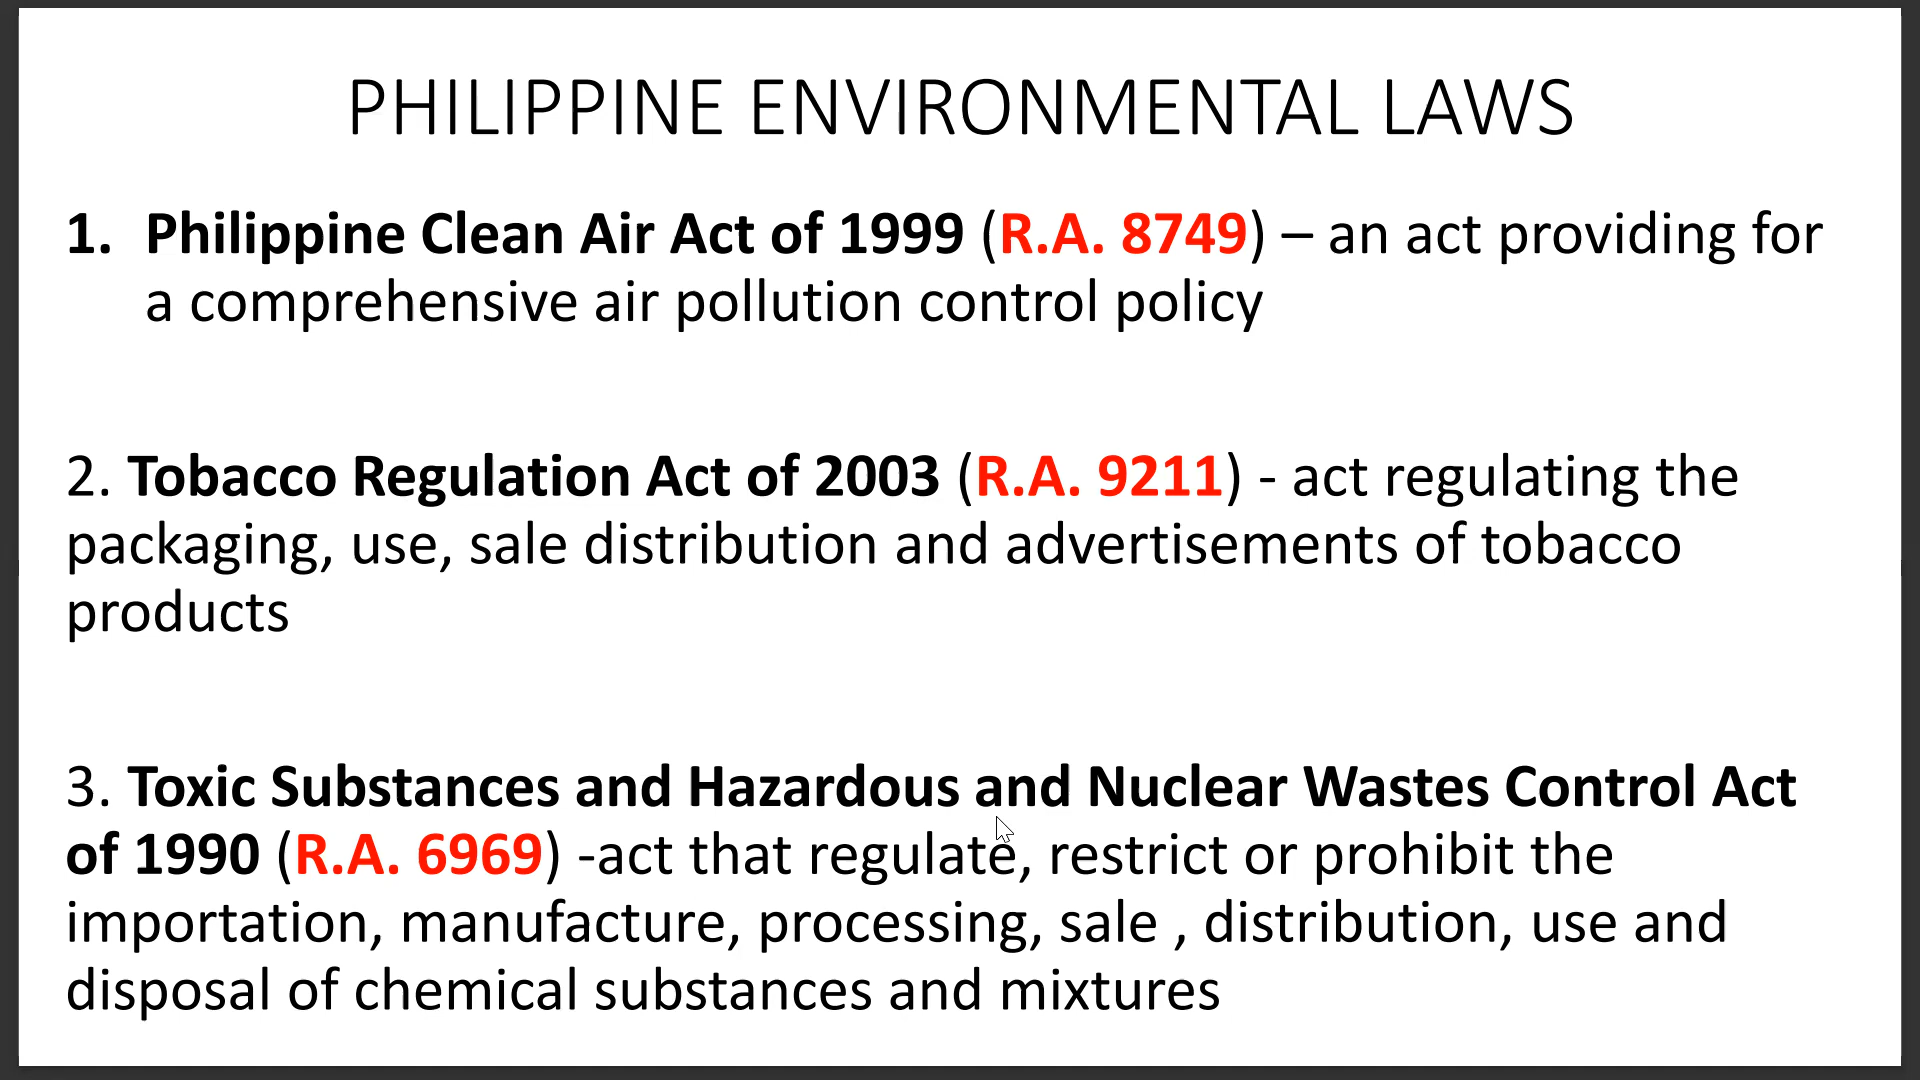 PHILIPPINE ENVIRONMENTAL LAWS
1. Philippine Clean Air Act of 1999 (R.A. 8749) – an act providing for
a comprehensive air pollution control policy
2. Tobacco Regulation Act of 2003 (R.A. 9211) - act regulating the
packaging, use, sale distribution and advertisements of tobacco
products
3. Toxic Substances and Hazardous and Nuclear Wastes Control Act
of 1990 (R.A. 6969) -act that regulate, restrict or prohibit the
importation, manufacture, processing, sale , distribution, use and
disposal of chemical substances and mixtures